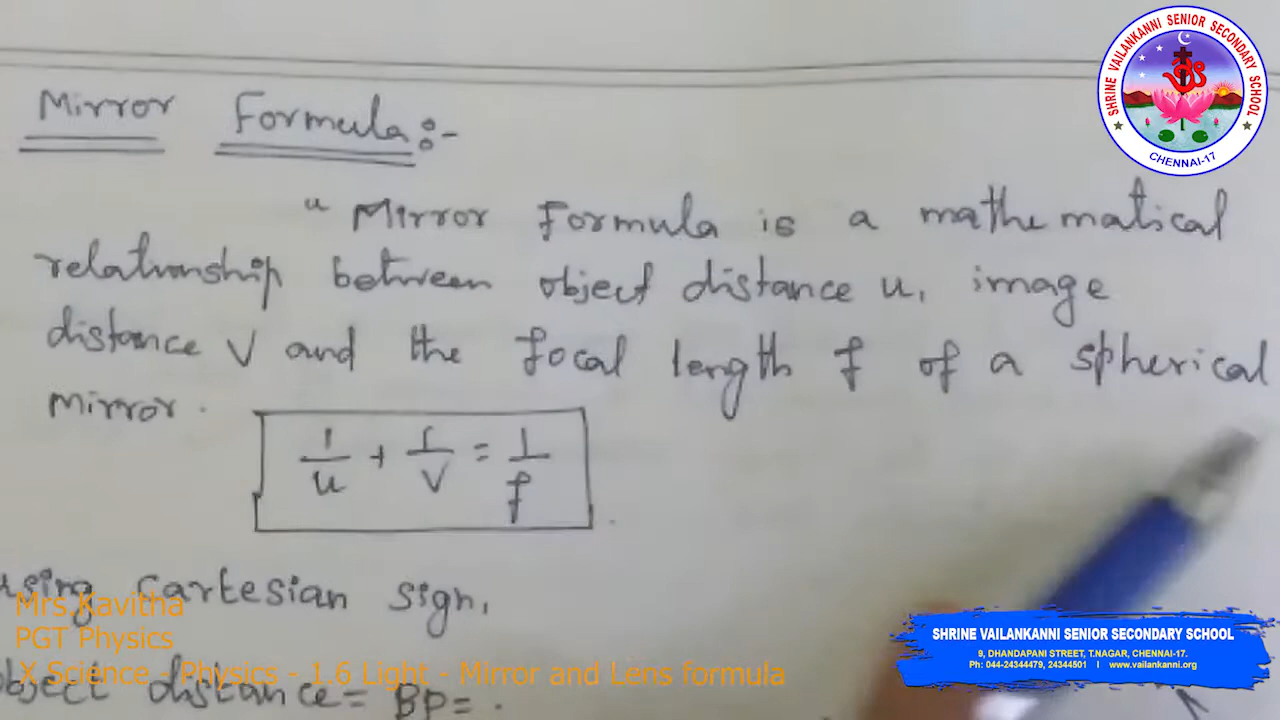 Mirror Formula:-
" Mirror Formula is a mathematical
relationship between object distance u, image
distance V and the focal length f of a spherical
mirror.
1/u + 1/V = 1/f
using Cartesian sign,
object distance = BP = .
Mrs.Kavitha
PGT Physics
X Science - Physics - 1.6 Light - MIrror and Lens formula
SHRINE VAILANKANNI SENIOR SECONDARY SCHOOL
CHENNAI-17
SHRINE VAILANKANNI SENIOR SECONDARY SCHOOL
9, DHANDAPANI STREET, T.NAGAR, CHENNAI-17.
Ph: 044-24344479, 24344501 | www.vailankanni.org